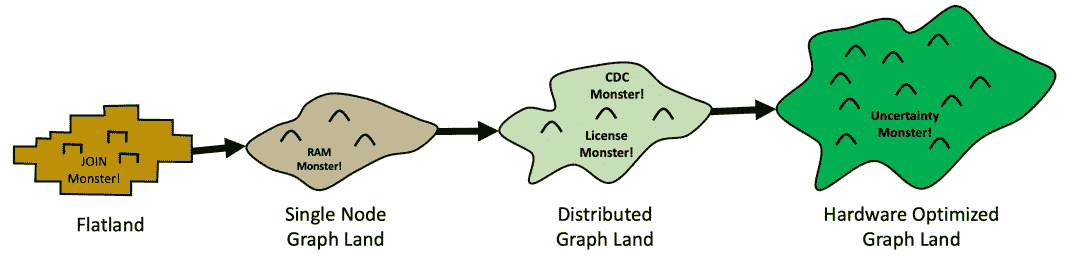 JOIN
Monster!
Flatland
RAM
Monster!
Single Node
Graph Land
CDC
Monster!
License
Monster!
Distributed
Graph Land
Uncertainty
Monster!
Hardware Optimized
Graph Land